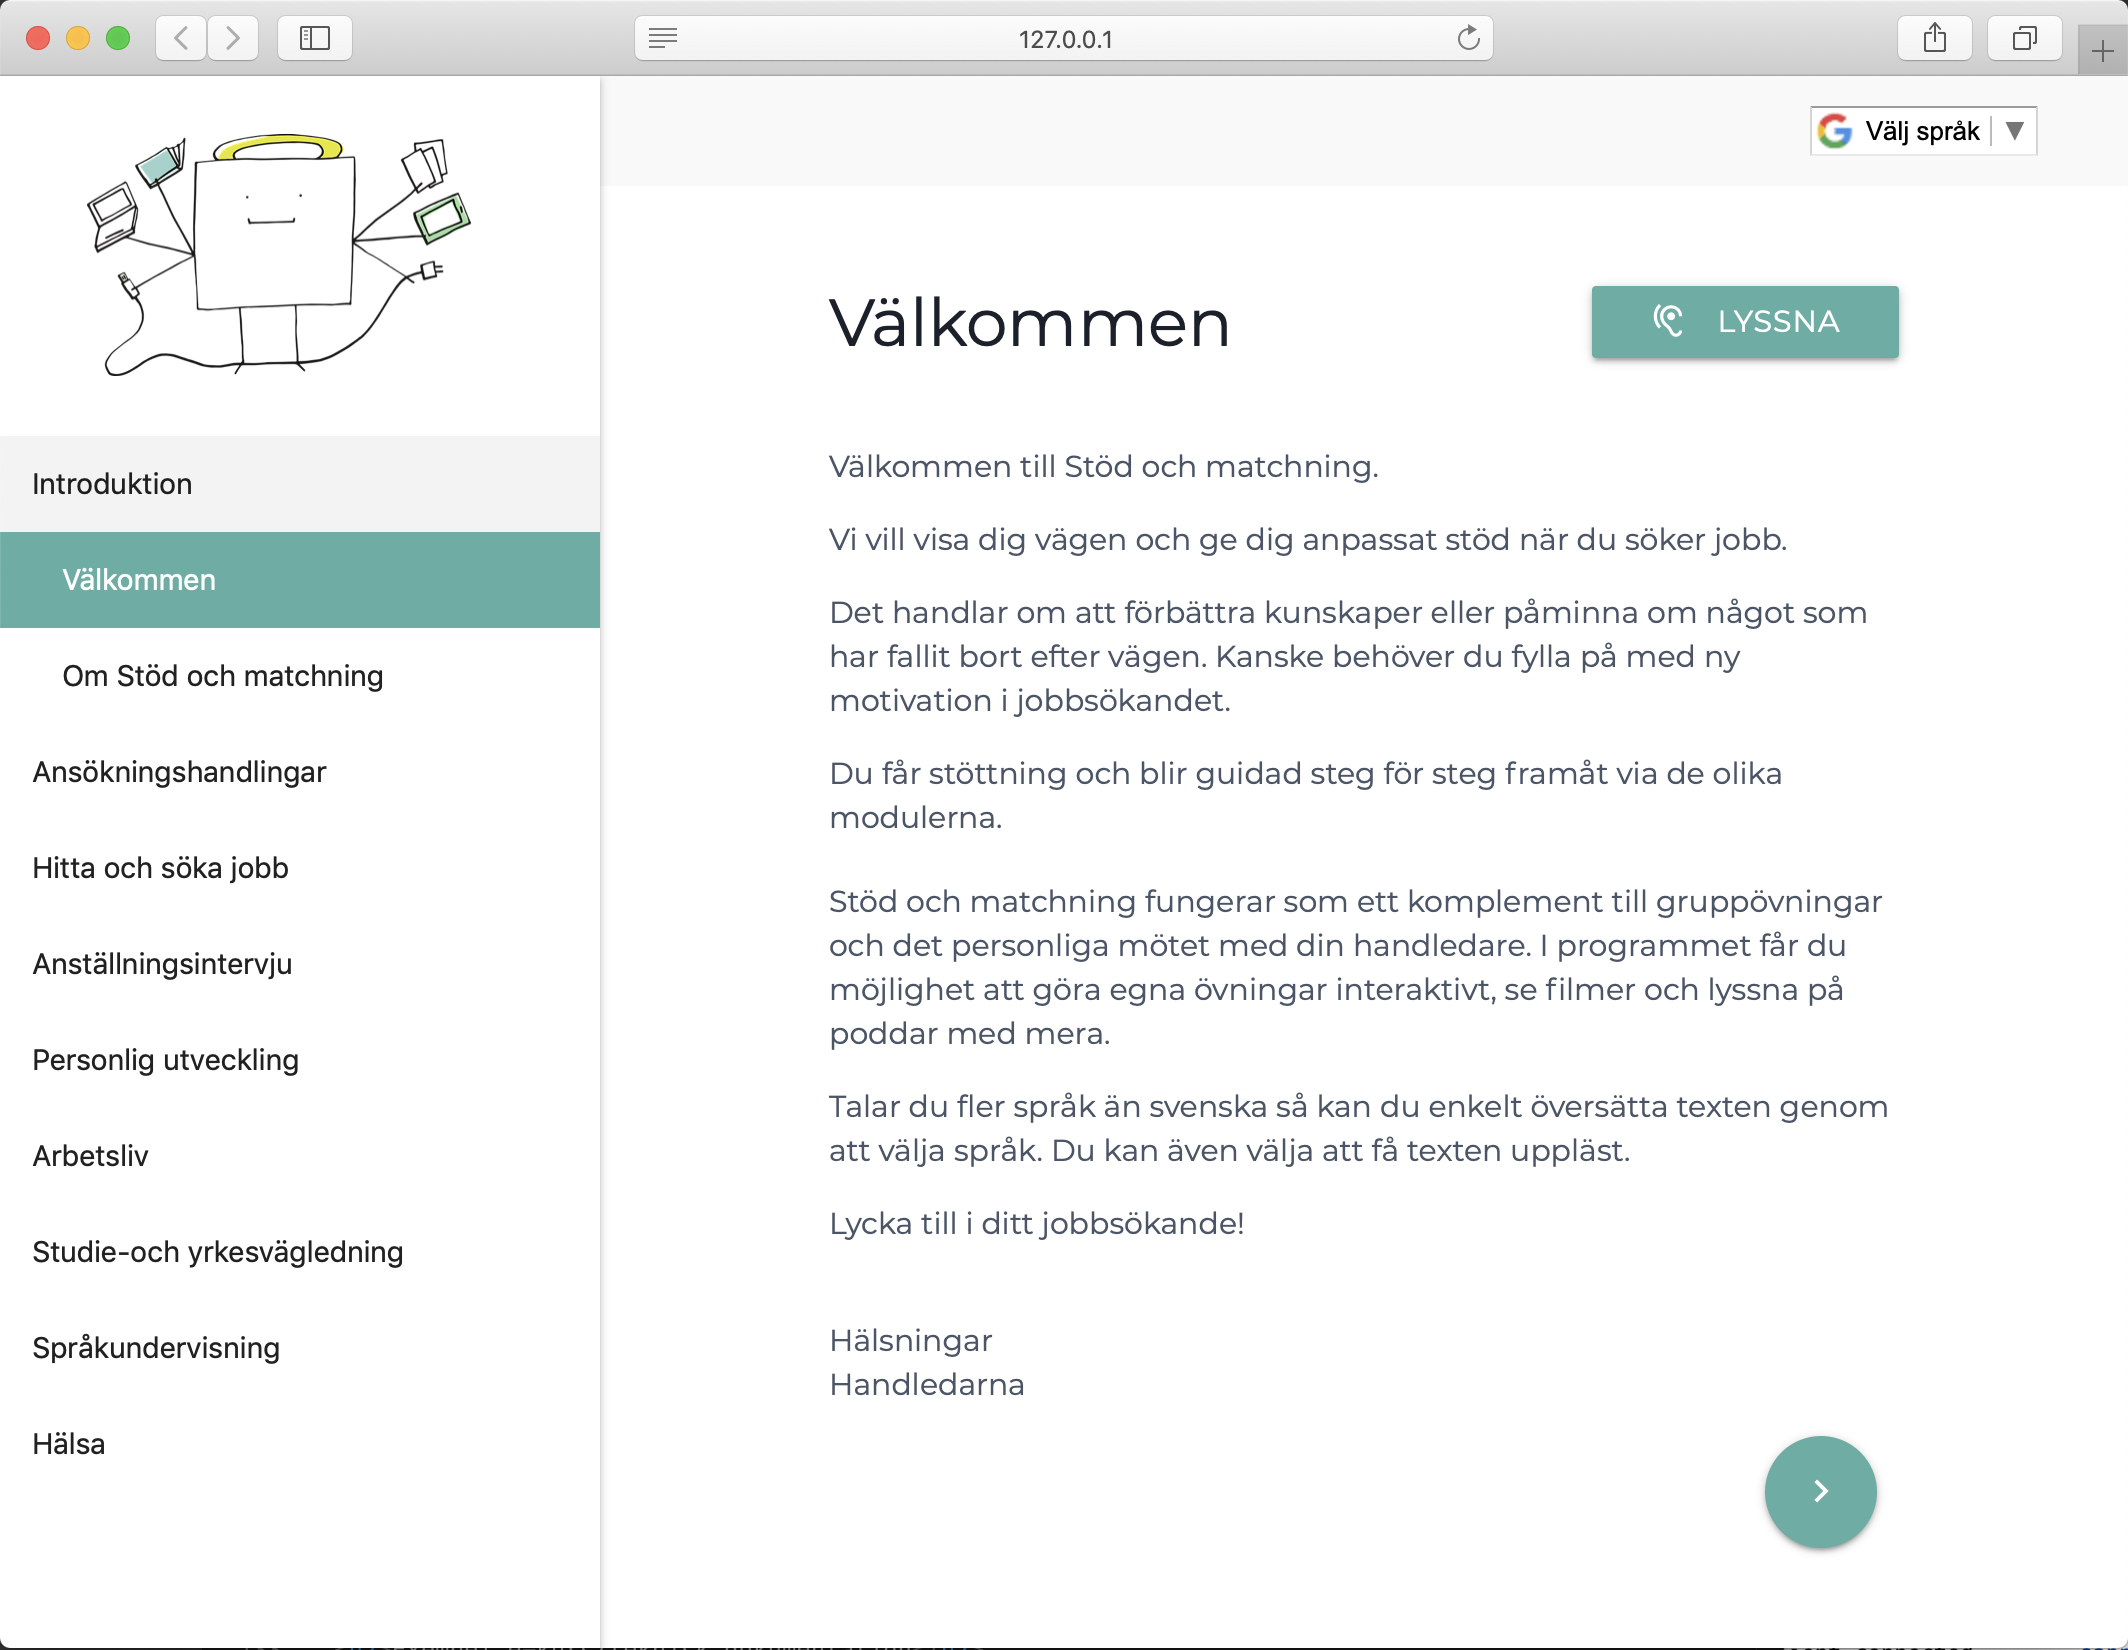 127.0.0.1
Välj språk
Välkommen
LYSSNA
Introduktion
Välkommen
Om Stöd och matchning
Ansökningshandlingar
Hitta och söka jobb
Anställningsintervju
Personlig utveckling
Arbetsliv
Studie-och yrkesvägledning
Språkundervisning
Hälsa
Välkommen till Stöd och matchning.
Vi vill visa dig vägen och ge dig anpassat stöd när du söker jobb.
Det handlar om att förbättra kunskaper eller påminna om något som
har fallit bort efter vägen. Kanske behöver du fylla på med ny
motivation i jobbsökandet.
Du får stöttning och blir guidad steg för steg framåt via de olika
modulerna.
Stöd och matchning fungerar som ett komplement till gruppövningar
och det personliga mötet med din handledare. I programmet får du
möjlighet att göra egna övningar interaktivt, se filmer och lyssna på
poddar med mera.
Talar du fler språk än svenska så kan du enkelt översätta texten genom
att välja språk. Du kan även välja att få texten uppläst.
Lycka till i ditt jobbsökande!
Hälsningar
Handledarna